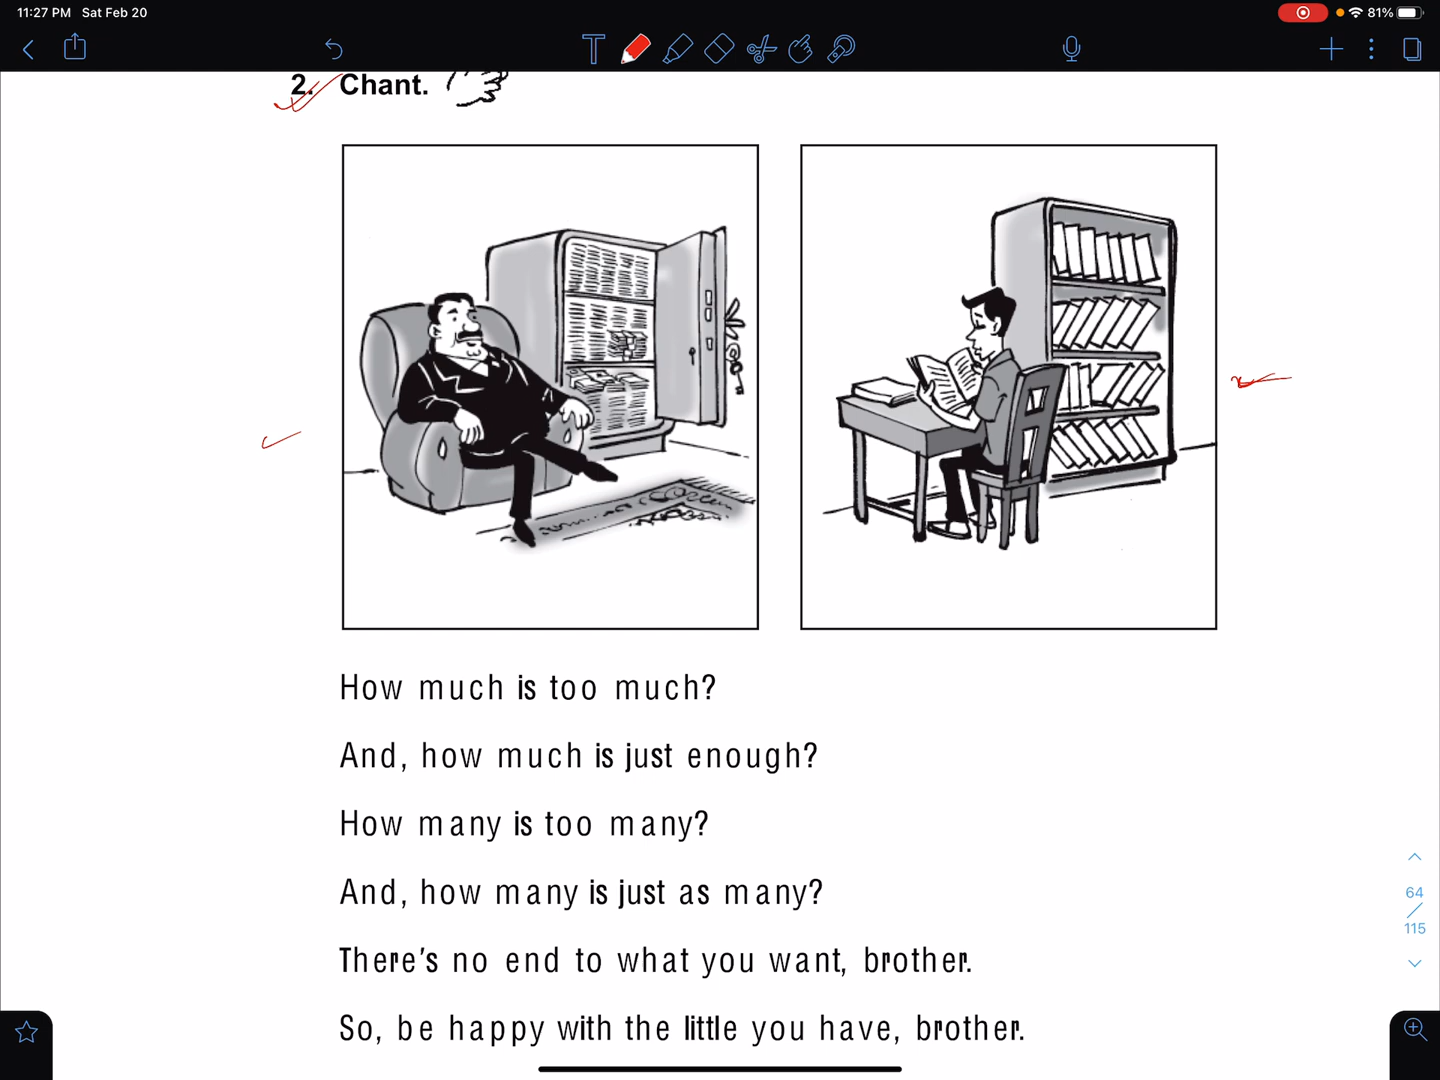 11:27 PM Sat Feb 20
81%
2. Chant.
How much is too much?
And, how much is just enough?
How many is too many?
And, how many is just as many?
There's no end to what you want, brother.
So, be happy with the little you have, brother.
64
115